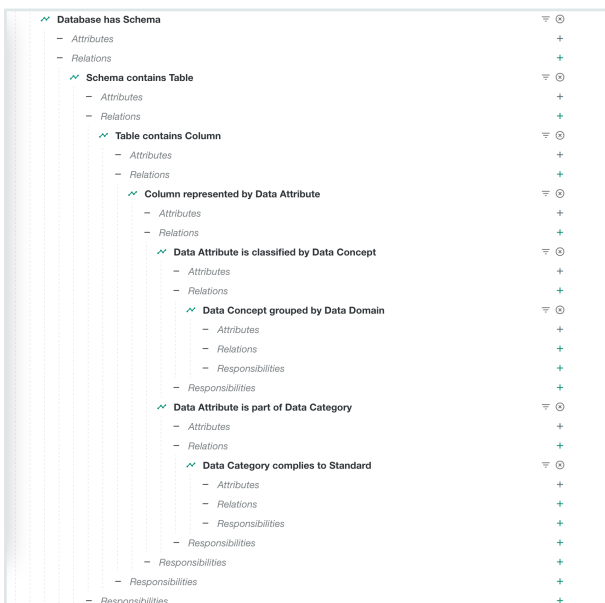 Database has Schema
Attributes
Relations
Schema contains Table
Attributes
Relations
Table contains Column
Attributes
Relations
Column represented by Data Attribute
Attributes
Relations
Data Attribute is classified by Data Concept
Attributes
Relations
Data Concept grouped by Data Domain
Attributes
Relations
Responsibilities
Responsibilities
Data Attribute is part of Data Category
Attributes
Relations
Data Category complies to Standard
Attributes
Relations
Responsibilities
Responsibilities
Responsibilities
Responsibilities
Responsibilities